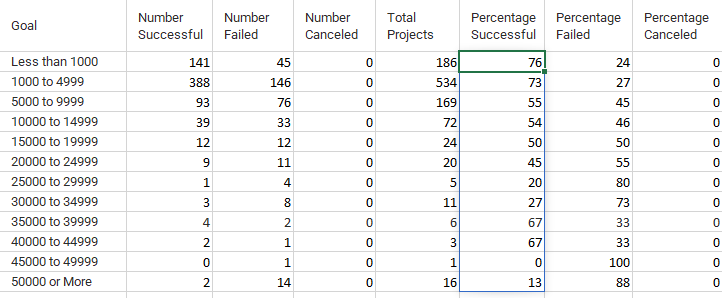 Goal Number Successful Number Failed Number Canceled Total Projects Percentage Successful Percentage Failed Percentage Canceled
Less than 1000 141 45 0 186 76 24 0
1000 to 4999 388 146 0 534 73 27 0
5000 to 9999 93 76 0 169 55 45 0
10000 to 14999 39 33 0 72 54 46 0
15000 to 19999 12 12 0 24 50 50 0
20000 to 24999 9 11 0 20 45 55 0
25000 to 29999 1 4 0 5 20 80 0
30000 to 34999 3 8 0 11 27 73 0
35000 to 39999 4 2 0 6 67 33 0
40000 to 44999 2 1 0 3 67 33 0
45000 to 49999 0 1 0 1 0 100 0
50000 or More 2 14 0 16 13 88 0